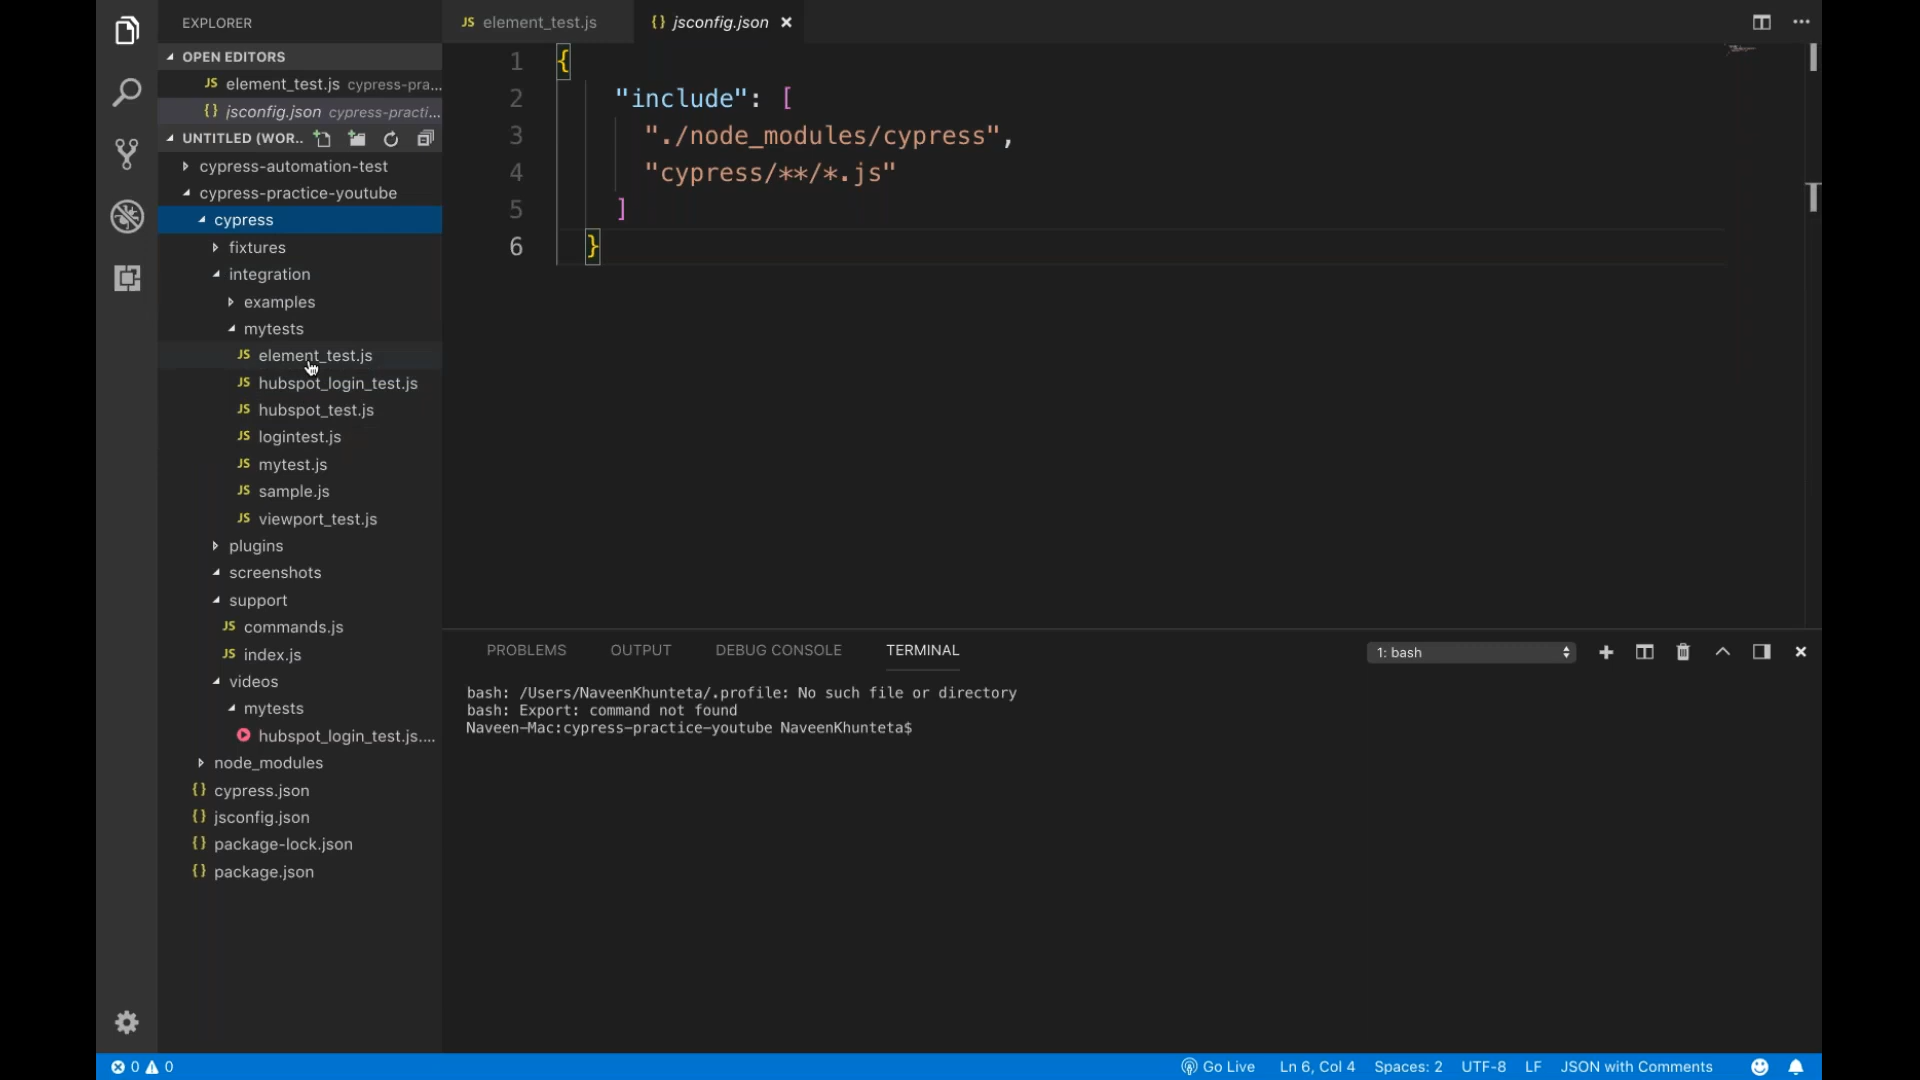 EXPLORER
OPEN EDITORS
JS element_test.js cypress-pra...
{} jsconfig.json cypress-practi...
UNTITLED (WOR...
cypress-automation-test
cypress-practice-youtube
cypress
fixtures
integration
examples
mytests
JS element_test.js
JS hubspot_login_test.js
JS hubspot_test.js
JS logintest.js
JS mytest.js
JS sample.js
JS viewport_test.js
plugins
screenshots
support
JS commands.js
JS index.js
videos
mytests
hubspot_login_test.js....
node_modules
{} cypress.json
{} jsconfig.json
{} package-lock.json
{} package.json
JS element_test.js
{} jsconfig.json
1 {
2 "include": [
3 "./node_modules/cypress",
4 "cypress/**/*.js"
5 ]
6 }
PROBLEMS OUTPUT DEBUG CONSOLE TERMINAL 1: bash
bash: /Users/NaveenKhunteta/.profile: No such file or directory
bash: Export: command not found
Naveen-Mac:cypress-practice-youtube NaveenKhunteta$
0 0 Go Live Ln 6, Col 4 Spaces: 2 UTF-8 LF JSON with Comments